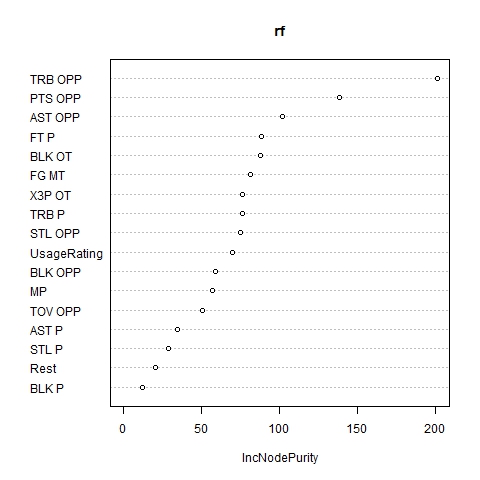 rf
TRB OPP
PTS OPP
AST OPP
FT P
BLK OT
FG MT
X3P OT
TRB P
STL OPP
UsageRating
BLK OPP
MP
TOV OPP
AST P
STL P
Rest
BLK P
0 50 100 150 200
IncNodePurity